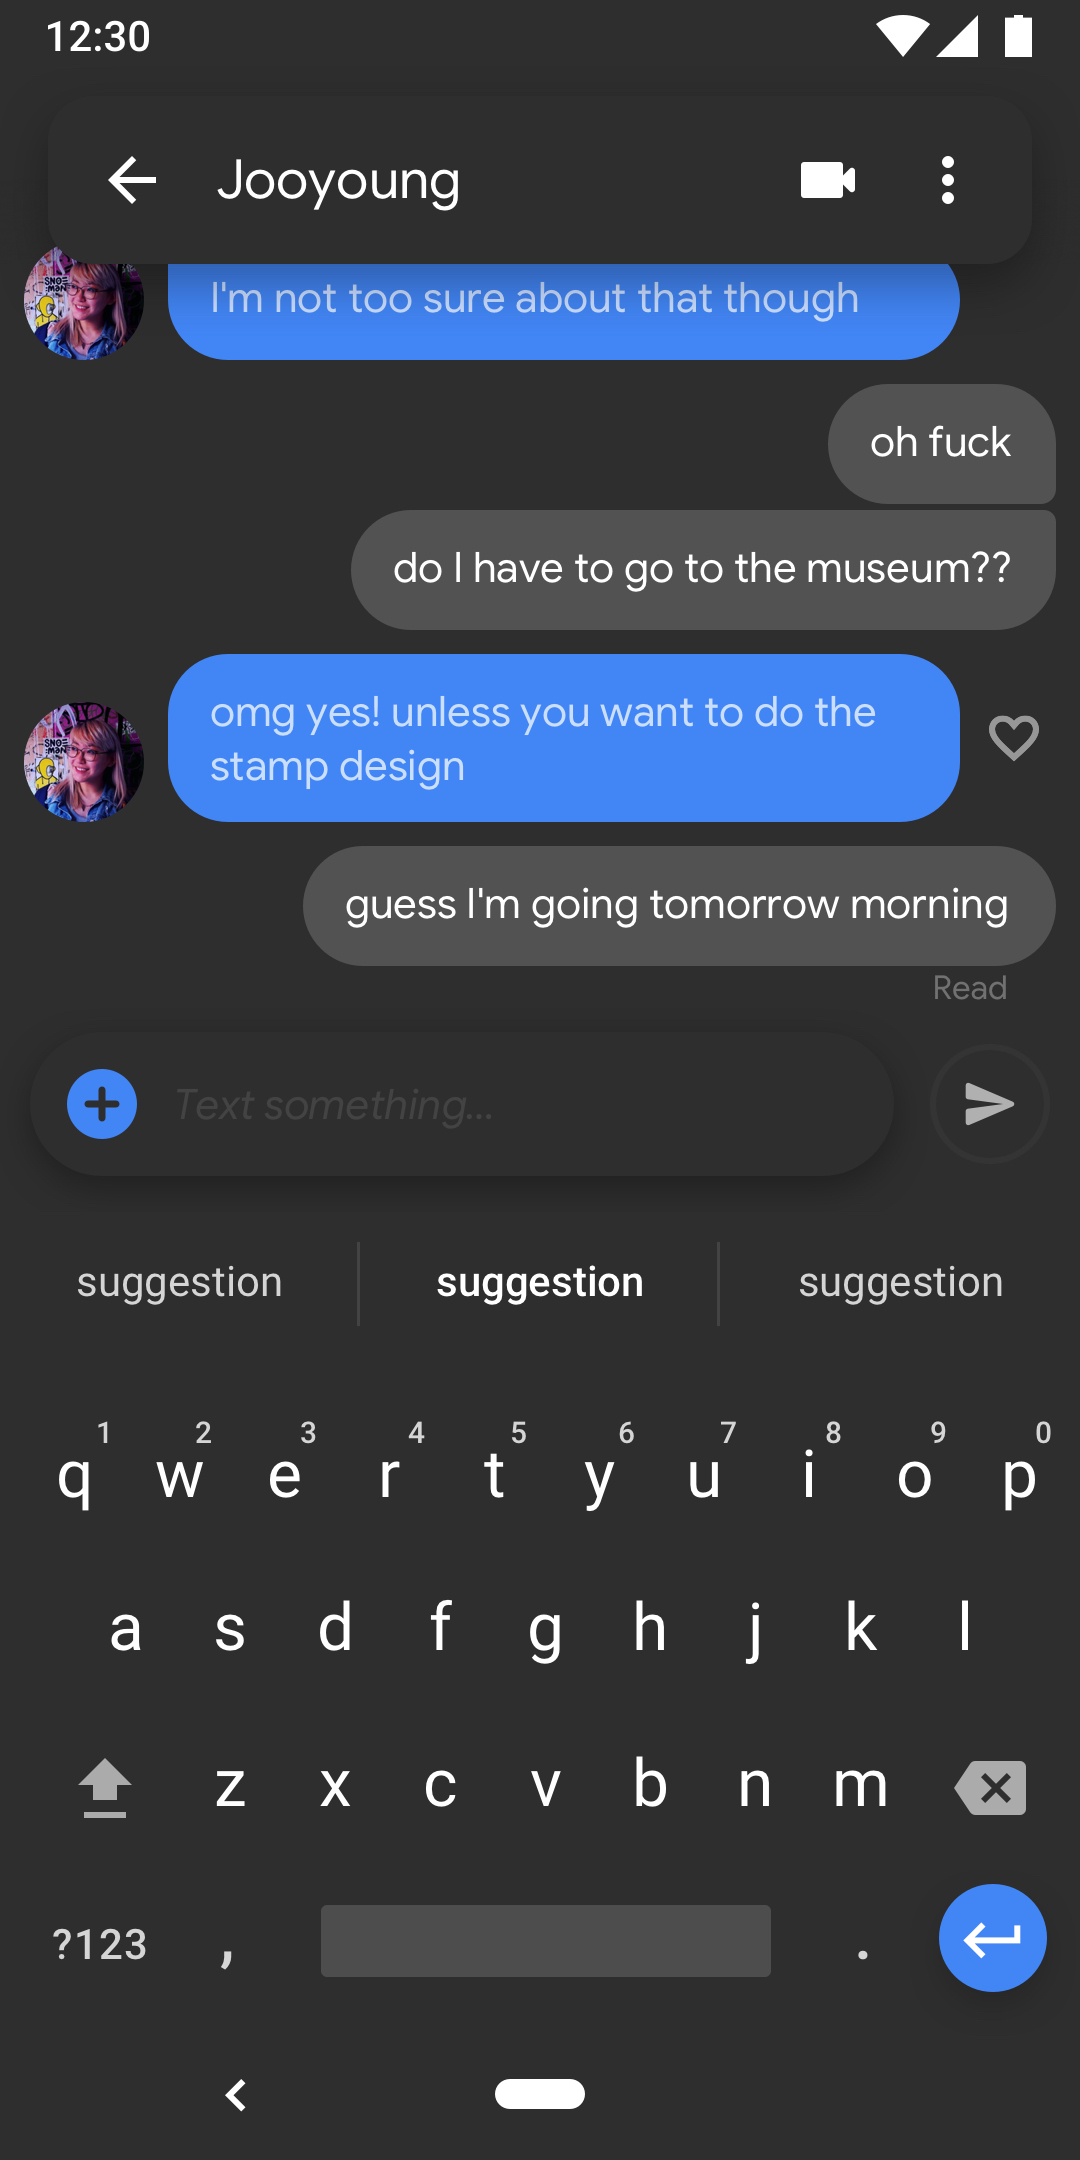 12:30
Jooyoung
I'm not too sure about that though
oh fuck
do I have to go to the museum??
omg yes! unless you want to do the
stamp design
guess I'm going tomorrow morning
Read
Text something...
suggestion suggestion suggestion
1 2 3 4 5 6 7 8 9 0
q w e r t y u i o p
a s d f g h j k l
z x c v b n m
?123 , .